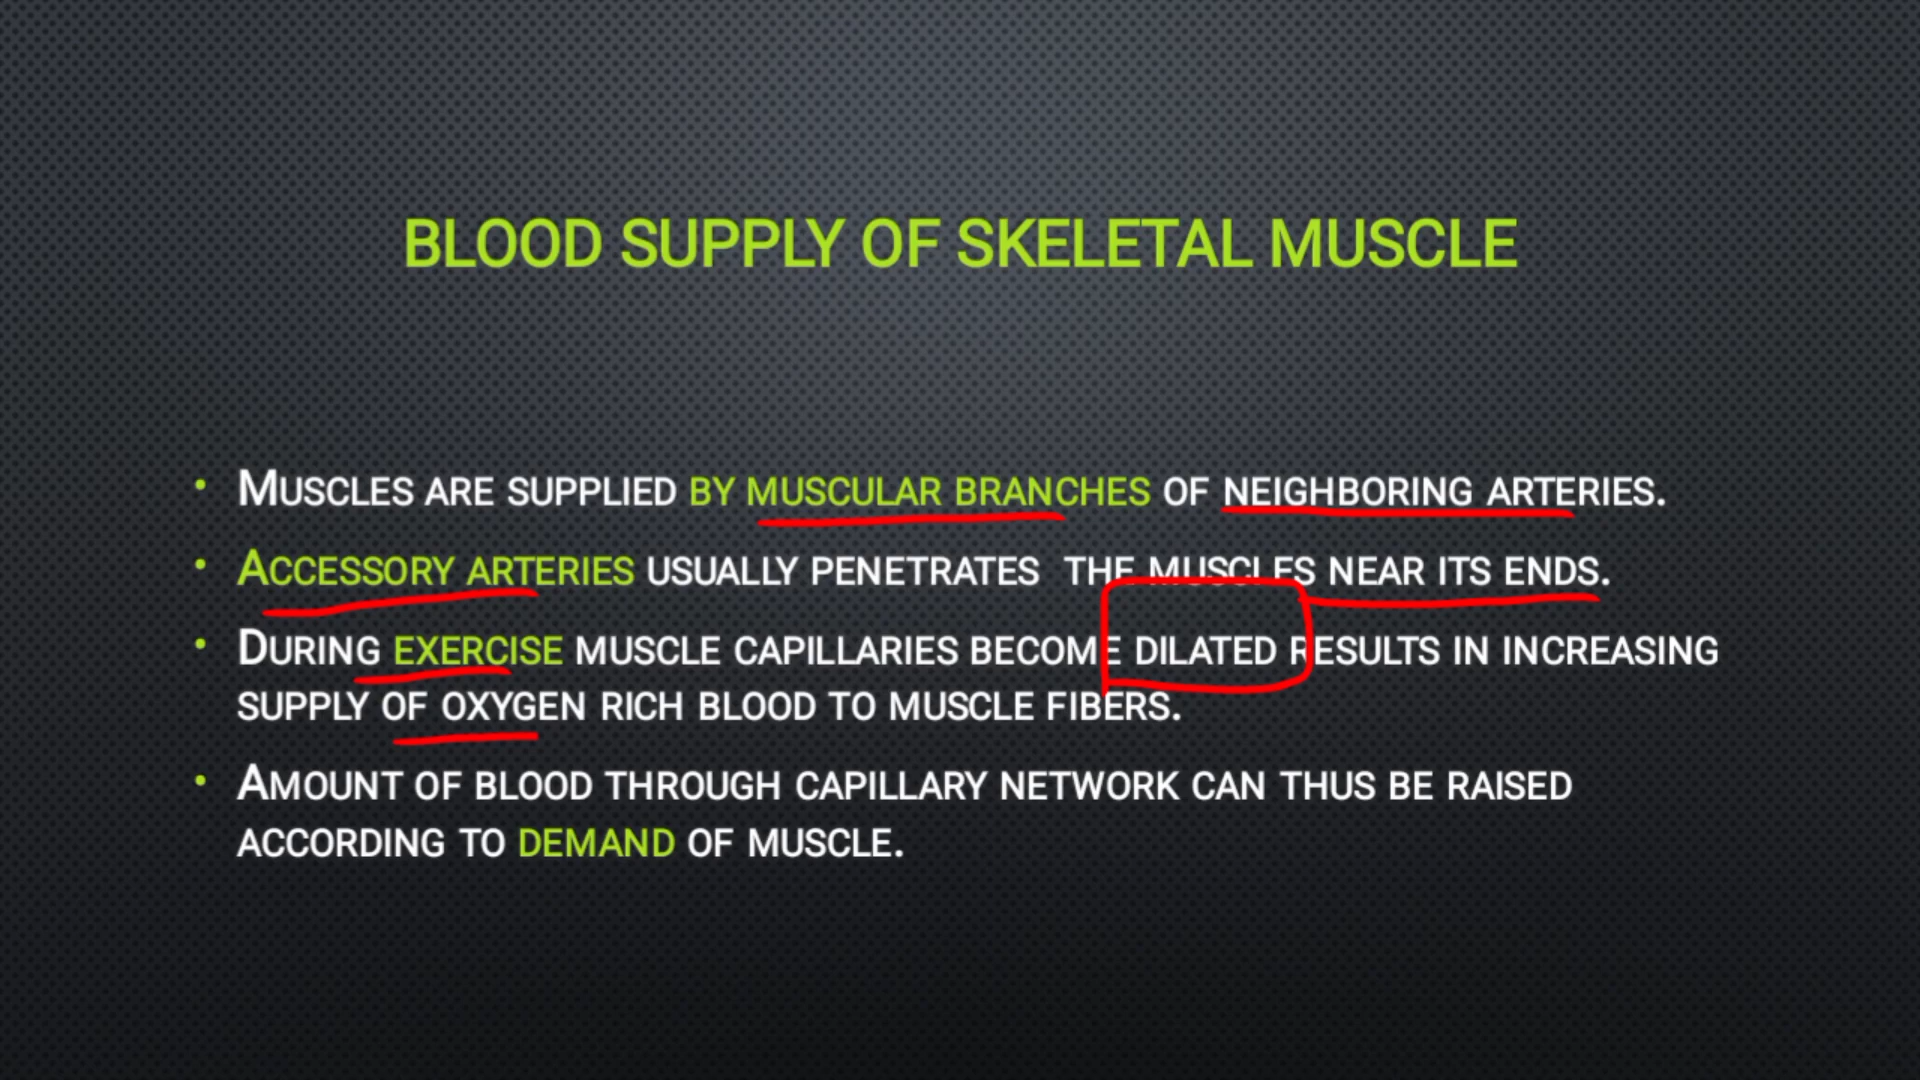 BLOOD SUPPLY OF SKELETAL MUSCLE
• MUSCLES ARE SUPPLIED BY MUSCULAR BRANCHES OF NEIGHBORING ARTERIES.
• ACCESSORY ARTERIES USUALLY PENETRATES THE MUSCLES NEAR ITS ENDS.
• DURING EXERCISE MUSCLE CAPILLARIES BECOME DILATED RESULTS IN INCREASING
SUPPLY OF OXYGEN RICH BLOOD TO MUSCLE FIBERS.
• AMOUNT OF BLOOD THROUGH CAPILLARY NETWORK CAN THUS BE RAISED
ACCORDING TO DEMAND OF MUSCLE.